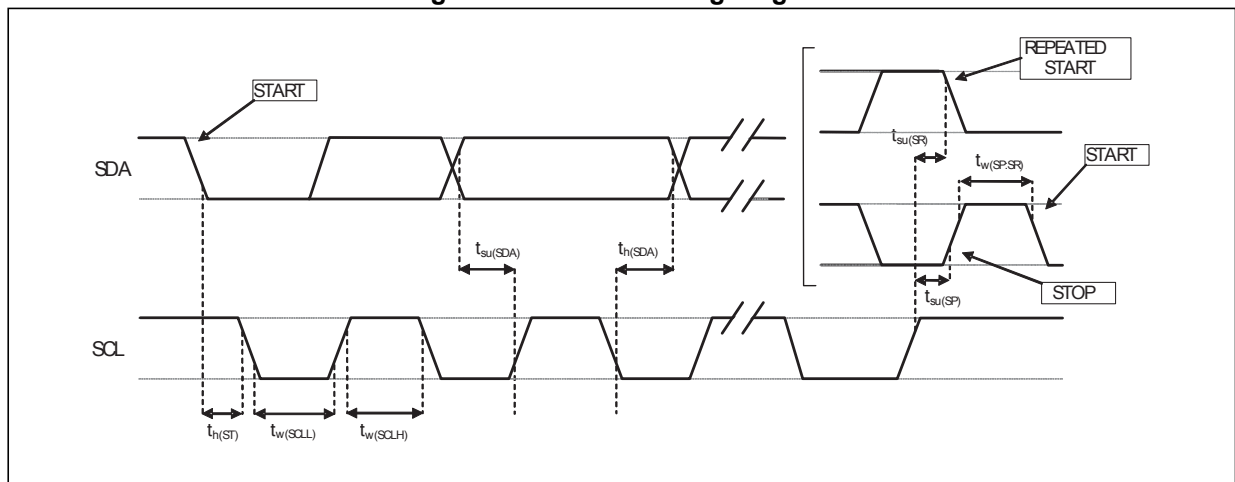 REPEATED
START
START
SDA
t_su(SR)
t_w(SP:SR)
START
t_su(SDA)
t_h(SDA)
t_su(SP)
STOP
SCL
t_h(ST)
t_w(SCLL)
t_w(SCLH)